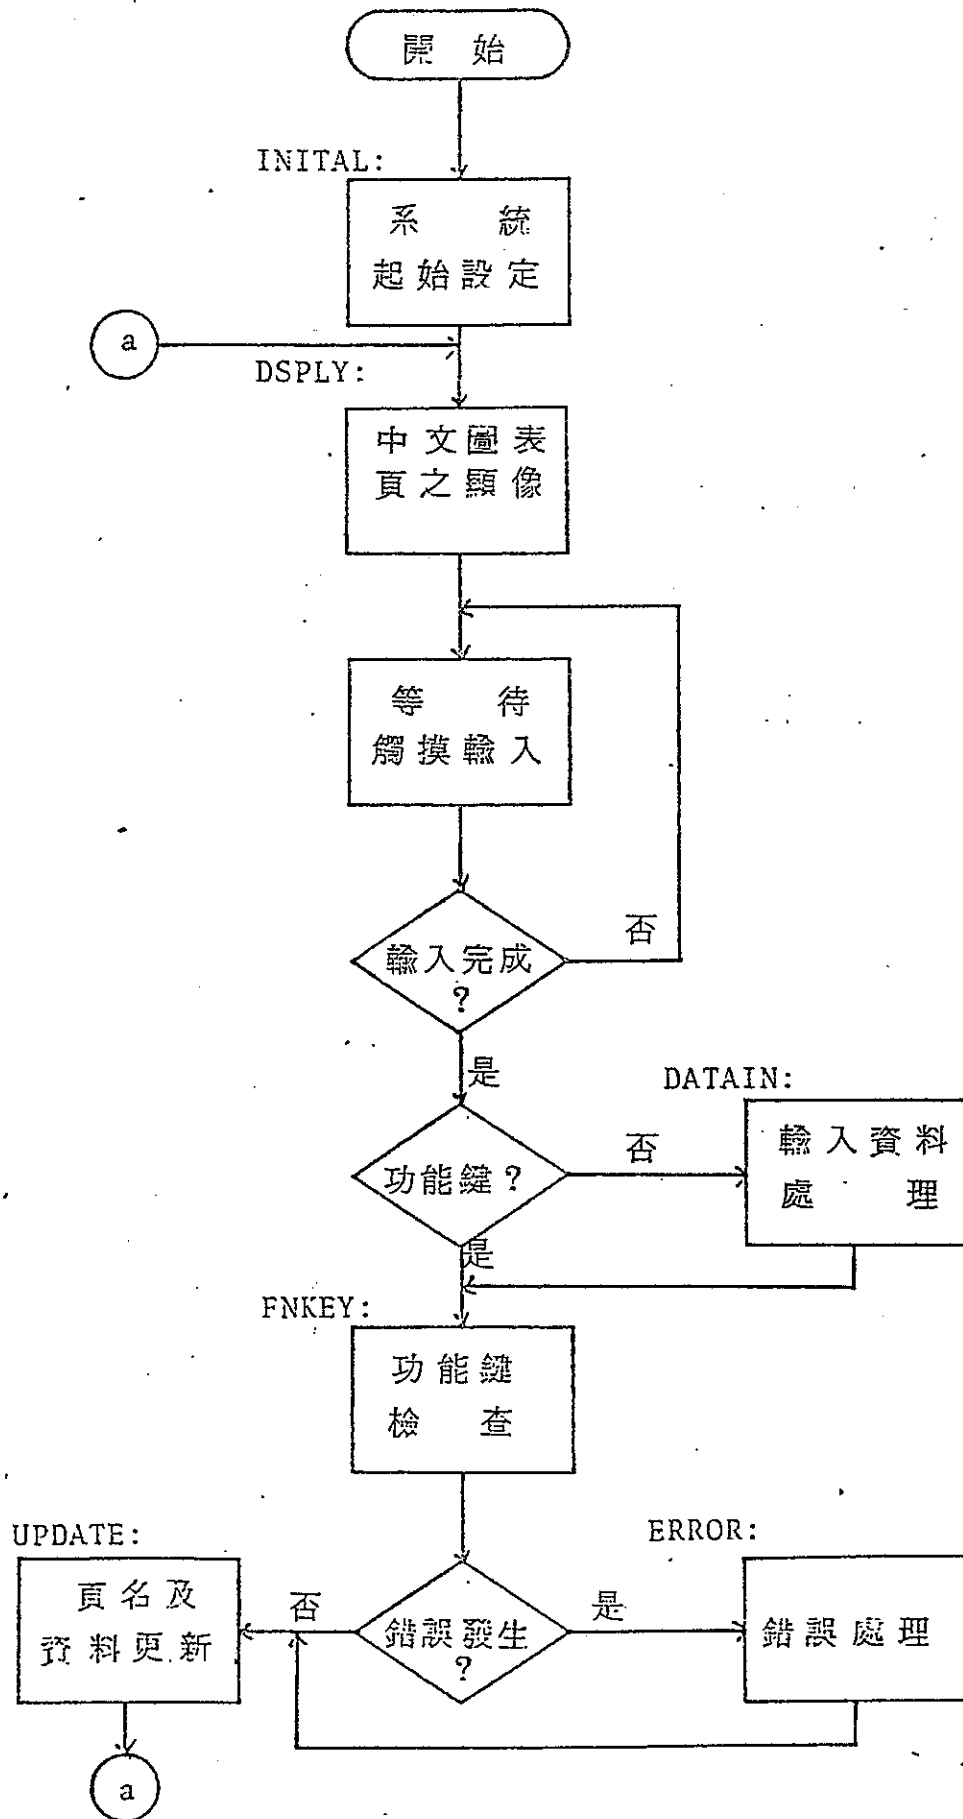 開始
INITAL:
系統
起始設定
a
DSPLY:
中文圖表
頁之顯像
等待
觸摸輸入
輸入完成
?
否
是
DATAIN:
功能鍵?
否
輸入資料
處理
是
FNKEY:
功能鍵
檢查
UPDATE:
ERROR:
頁名及
資料更新
否
錯誤發生
?
是
錯誤處理
a